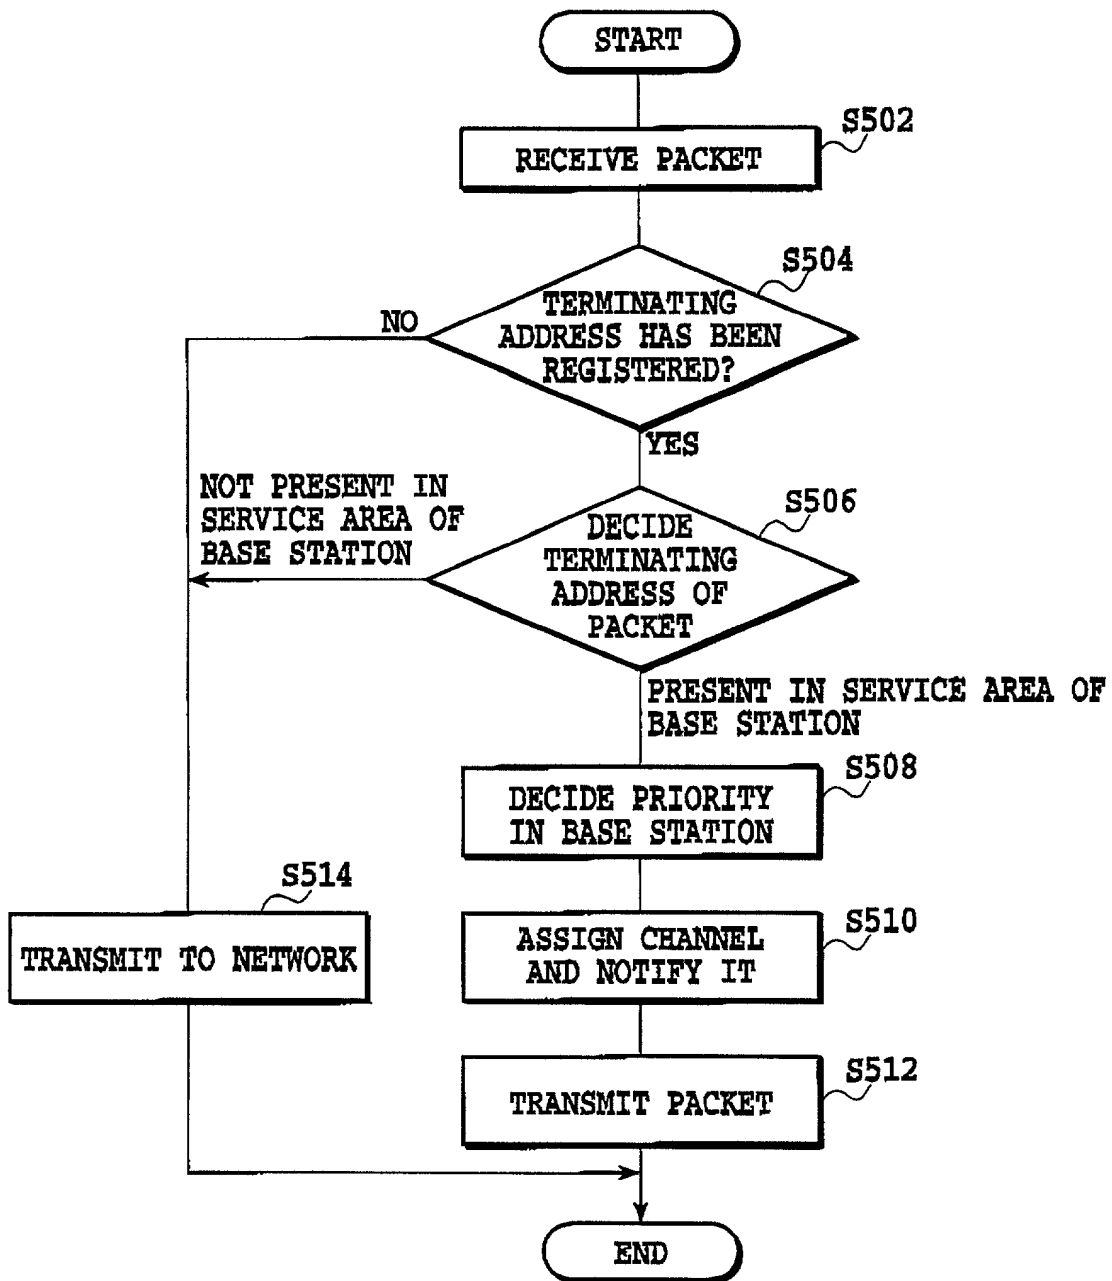 START
S502
RECEIVE PACKET
S504
TERMINATING
ADDRESS HAS BEEN
REGISTERED?
NO
YES
NOT PRESENT IN
SERVICE AREA OF
BASE STATION
S506
DECIDE
TERMINATING
ADDRESS OF
PACKET
PRESENT IN SERVICE AREA OF
BASE STATION
S508
DECIDE PRIORITY
IN BASE STATION
S514
TRANSMIT TO NETWORK
S510
ASSIGN CHANNEL
AND NOTIFY IT
S512
TRANSMIT PACKET
END